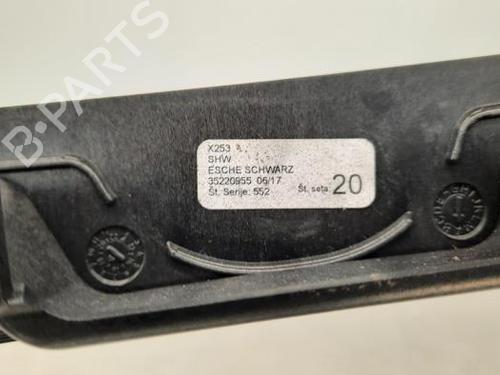 X253
SHW
ESCHE SCHWARZ
35220955 06/17
Št. Serije: 552 Št. seta: 20
B-PARTS